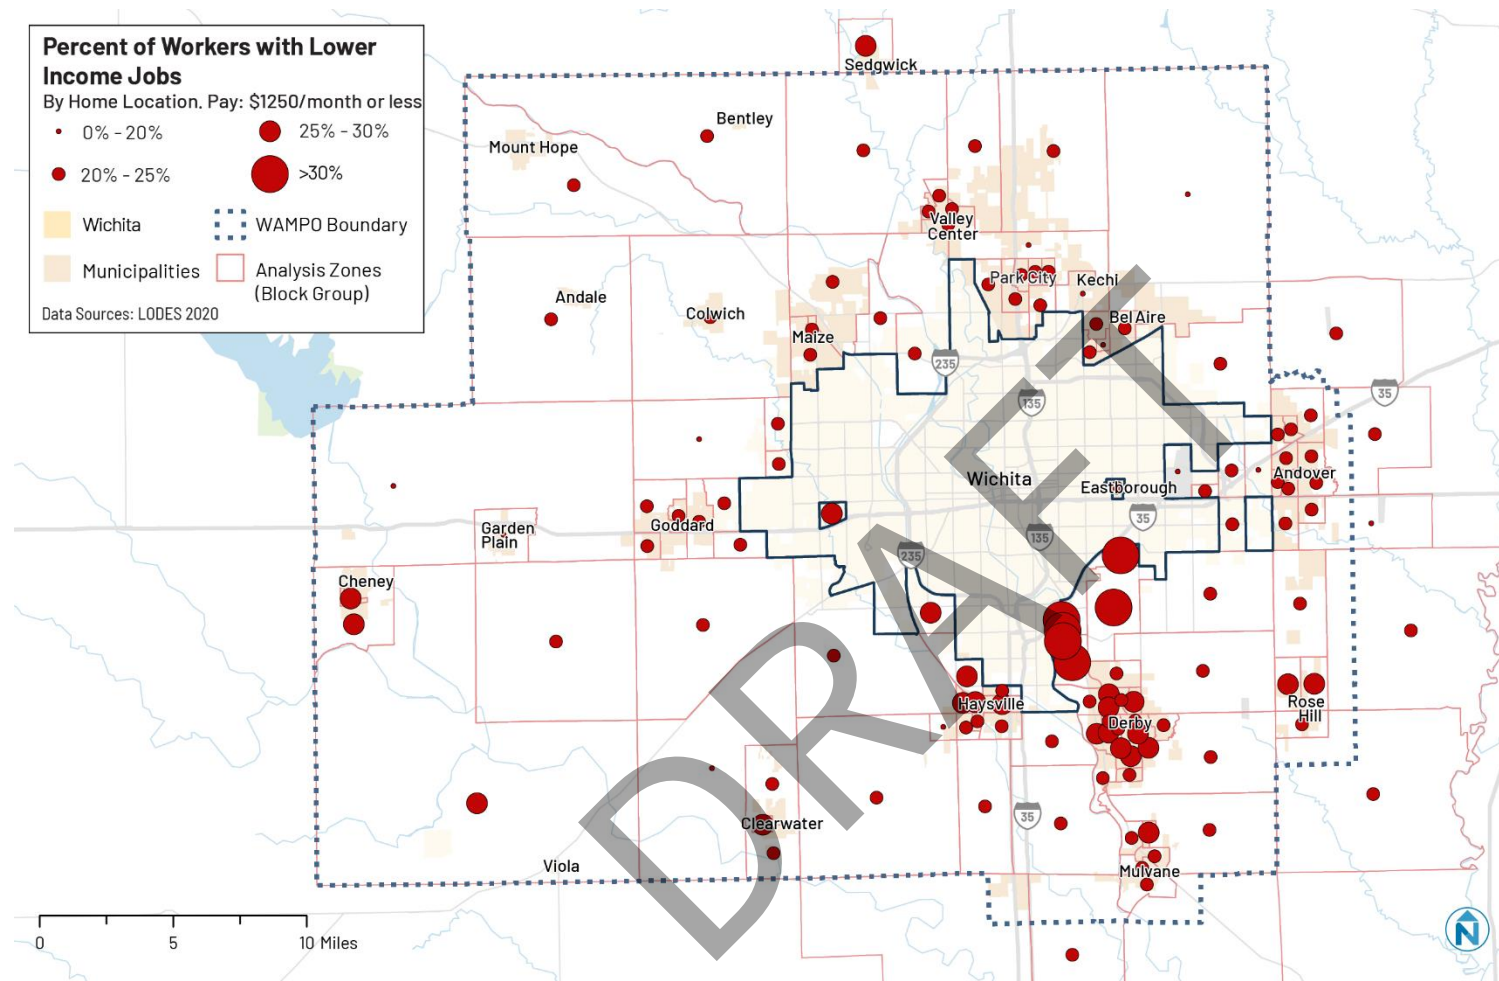 Percent of Workers with Lower
Income Jobs
By Home Location. Pay: $1250/month or less
0% - 20%
25% - 30%
20% - 25%
>30%
Wichita
WAMPO Boundary
Municipalities
Analysis Zones
(Block Group)
Data Sources: LODES 2020
Sedgwick
Bentley
Mount Hope
Valley
Center
Park City
Kechi
Andale
Colwich
Bel Aire
Maize
235
135
35
Wichita
Eastborough
Andover
Goddard
Garden
Plain
35
135
235
Cheney
Haysville
Rose
Hill
Derby
Clearwater
35
Viola
Mulvane
DRAFT
0
5
10 Miles
N